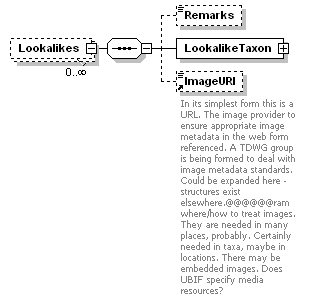 Remarks
Lookalikes
LookalikeTaxon
0..∞
ImageURI
In its simplest form this is a
URL. The image provider to
ensure appropriate image
metadata in the web form
referenced. A TDWG group
is being formed to deal with
image metadata standards.
Could be expanded here -
structures exist
elsewhere.@@@@@@ram
where/how to treat images.
They are needed in many
places, probably. Certainly
needed in taxa, maybe in
locations. There may be
embedded images. Does
UBIF specify media
resources?